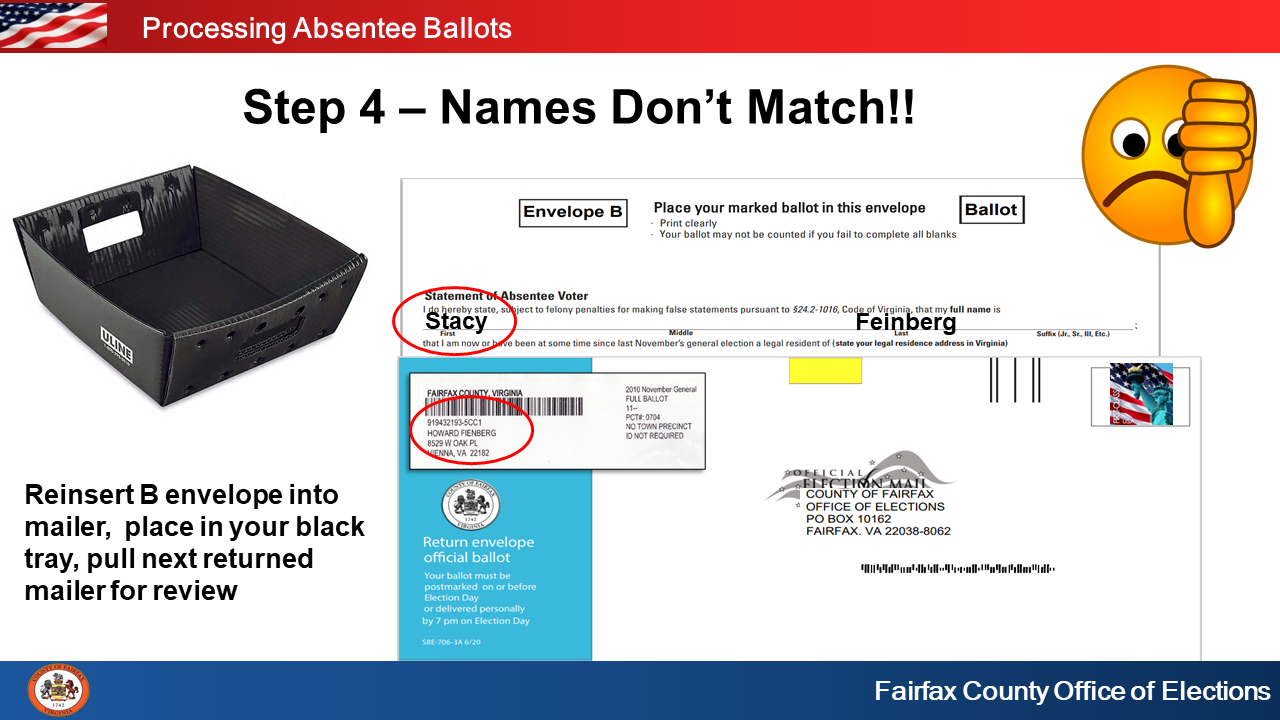 Processing Absentee Ballots
Step 4 – Names Don’t Match!!
Envelope B
Place your marked ballot in this envelope
Ballot
· Print clearly
· Your ballot may not be counted if you fail to complete all blanks
Statement of Absentee Voter
I do hereby state, subject to felony penalties for making false statements pursuant to §24.2-1016, Code of Virginia, that my full name is
Stacy Feinberg ;
First Middle Last Suffix (Jr., Sr., III, Etc.)
that I am now or have been at some time since last November's general election a legal resident of (state your legal residence address in Virginia)
ULINE
FAIRFAX COUNTY, VIRGINIA
919432193-5CC1
HOWARD FIENBERG
8529 W OAK PL
VIENNA, VA 22182
2010 November General
FULL BALLOT
11--
PCT#: 0704
NO TOWN PRECINCT
ID NOT REQUIRED
OFFICIAL
ELECTION MAIL
COUNTY OF FAIRFAX
OFFICE OF ELECTIONS
PO BOX 10162
FAIRFAX. VA 22038-8062
COUNTY OF FAIRFAX
1742
VIRGINIA
Return envelope
official ballot
Your ballot must be
postmarked on or before
Election Day
or delivered personally
by 7 pm on Election Day
SBE-706-3A 6/20
Reinsert B envelope into
mailer, place in your black
tray, pull next returned
mailer for review
COUNTY OF FAIRFAX
1742
VIRGINIA
Fairfax County Office of Elections